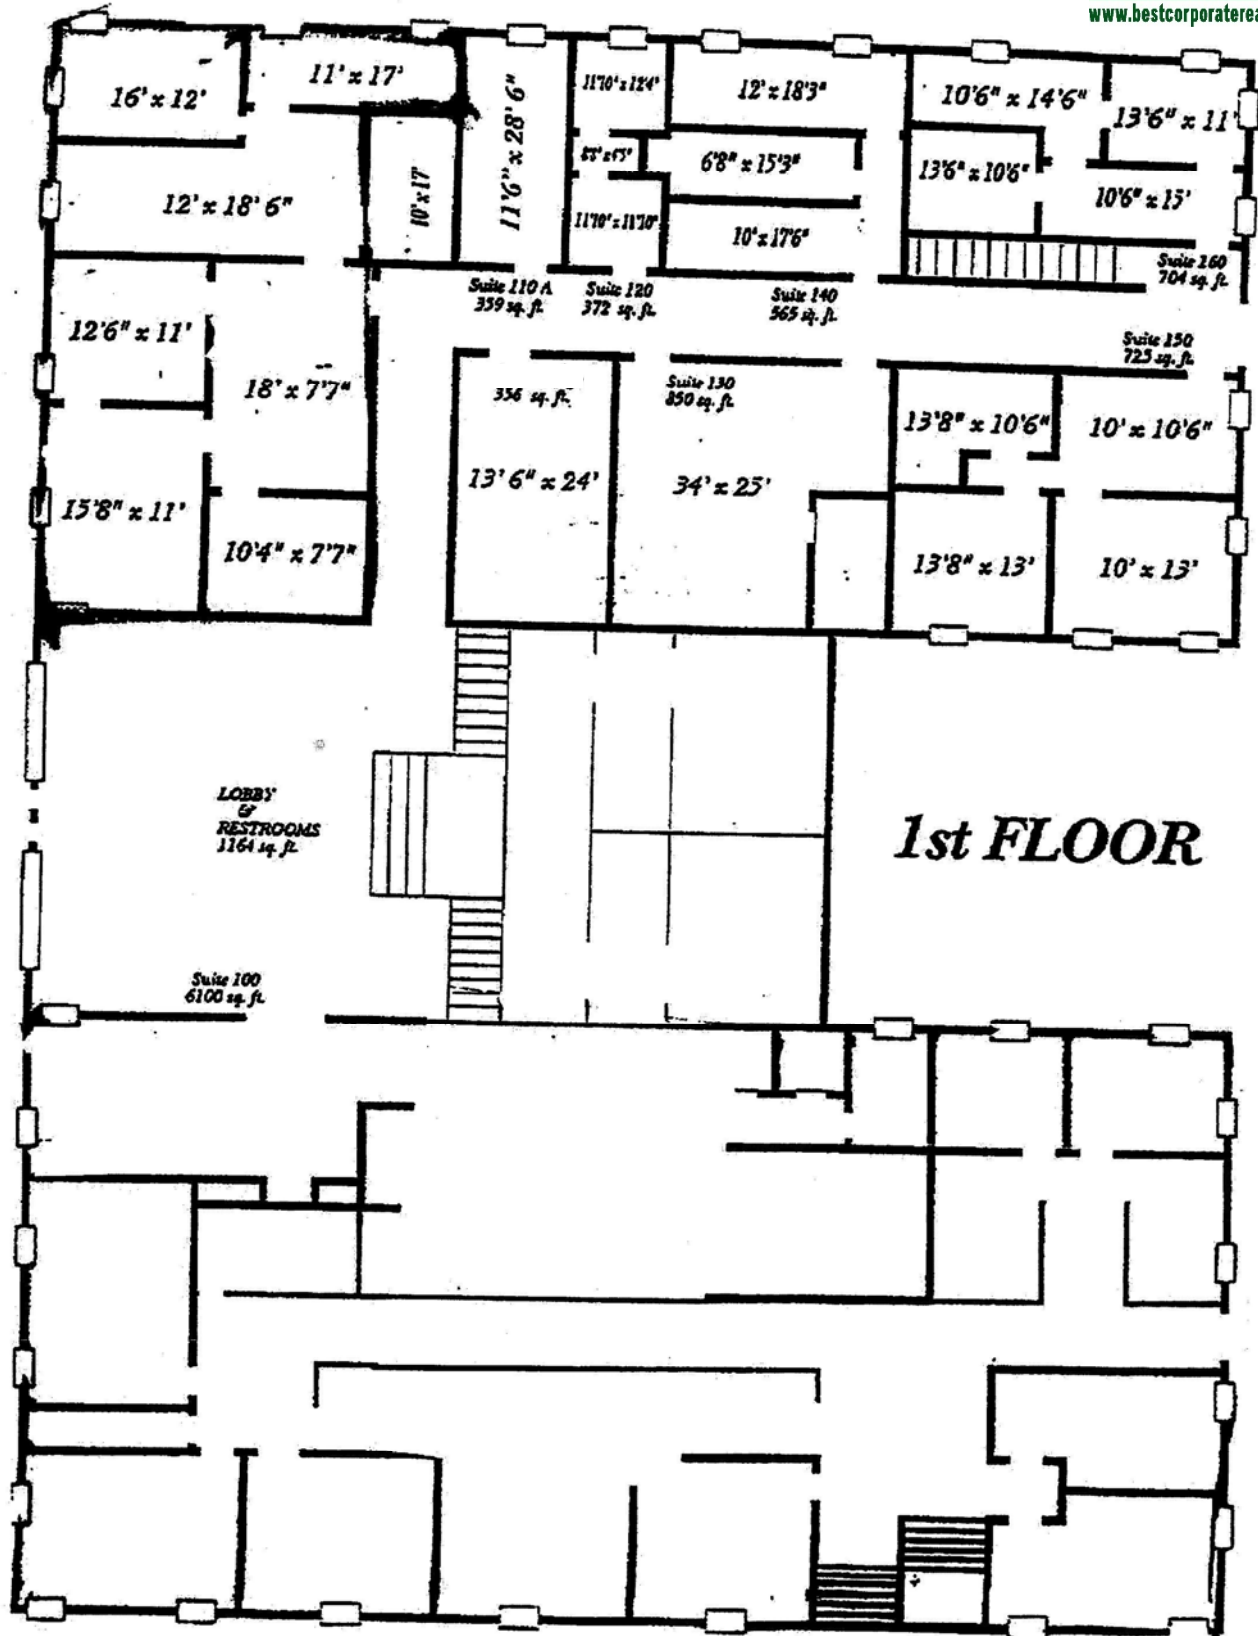 www.bestcorporaterea
16' x 12'
11' x 17'
11'6" x 28' 6"
11'10" x 12'4"
12' x 18'3"
10'6" x 14'6"
13'6" x 11'
6'8" x 15'3"
13'6" x 10'6"
12' x 18' 6"
10' x 17'
11'10" x 11'10"
10' x 17'6"
10'6" x 15'
Suite 110 A
359 sq. ft.
Suite 120
372 sq. ft.
Suite 140
565 sq. ft.
Suite 160
704 sq. ft.
12'6" x 11'
18' x 7'7"
336 sq. ft.
Suite 130
850 sq. ft.
Suite 150
725 sq. ft.
13'8" x 10'6"
10' x 10'6"
13' 6" x 24'
34' x 25'
15'8" x 11'
10'4" x 7'7"
13'8" x 13'
10' x 13'
LOBBY
&
RESTROOMS
1164 sq. ft.
1st FLOOR
Suite 100
6100 sq. ft.